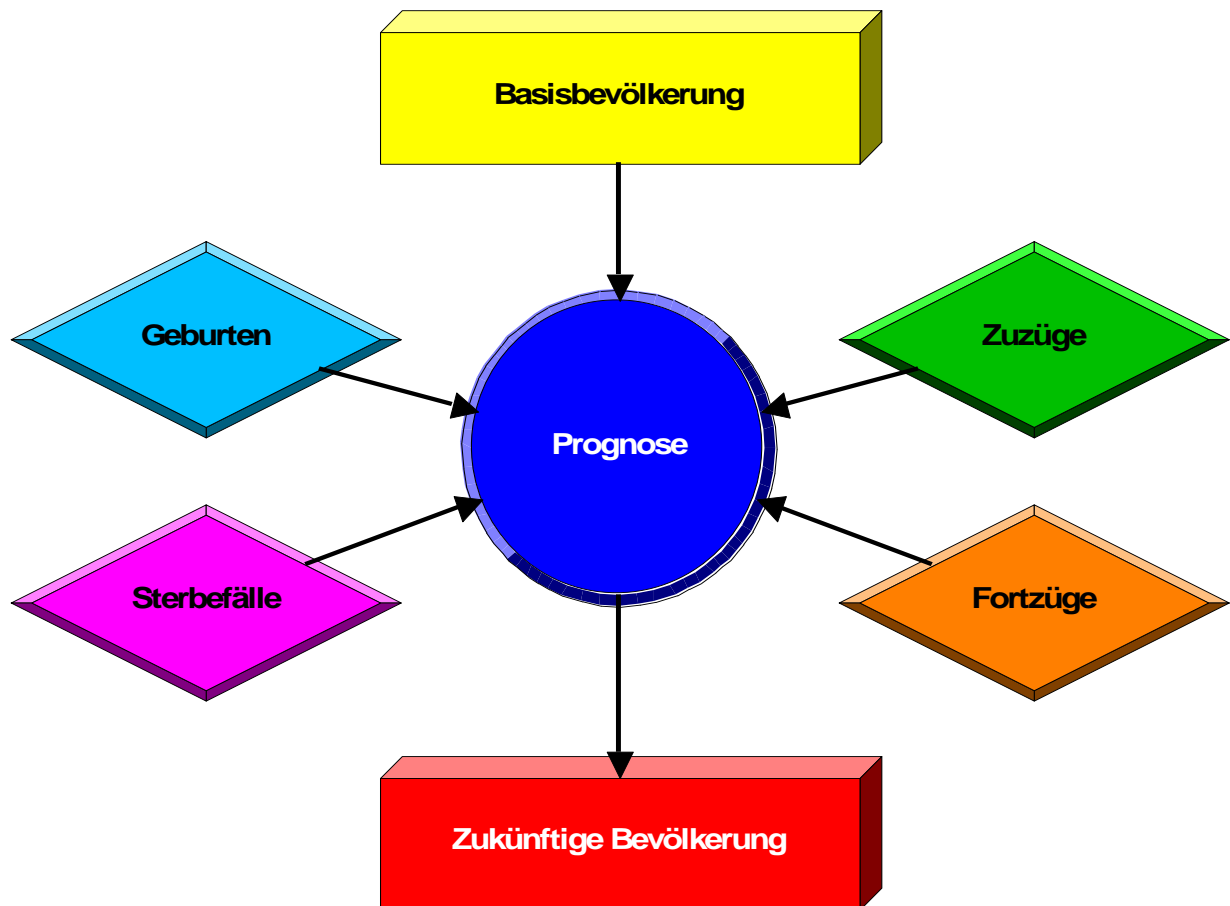 Basisbevölkerung
Geburten
Zuzüge
Prognose
Sterbefälle
Fortzüge
Zukünftige Bevölkerung